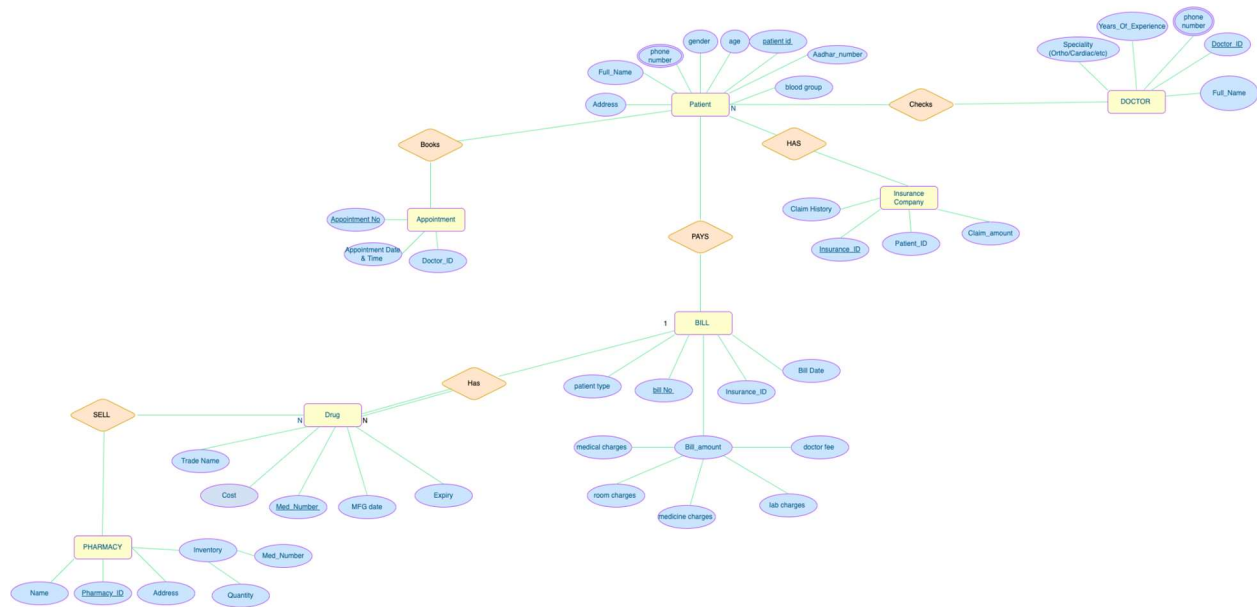 phone
number
gender
age
patient id
Aadhar_number
Full_Name
blood group
Address
Patient
N
Checks
Years_Of_Experience
phone
number
Speciality
(Ortho/Cardiac/etc)
Doctor_ID
Full_Name
DOCTOR
Books
HAS
Appointment No
Appointment
Appointment Date
& Time
Doctor_ID
Insurance
Company
Claim History
Insurance_ID
Patient_ID
Claim_amount
PAYS
1
BILL
patient type
bill No
Insurance_ID
Bill Date
medical charges
Bill_amount
doctor fee
room charges
medicine charges
lab charges
Has
SELL
N
Drug
N
Trade Name
Cost
Med_Number
MFG date
Expiry
PHARMACY
Inventory
Med_Number
Name
Pharmacy_ID
Address
Quantity